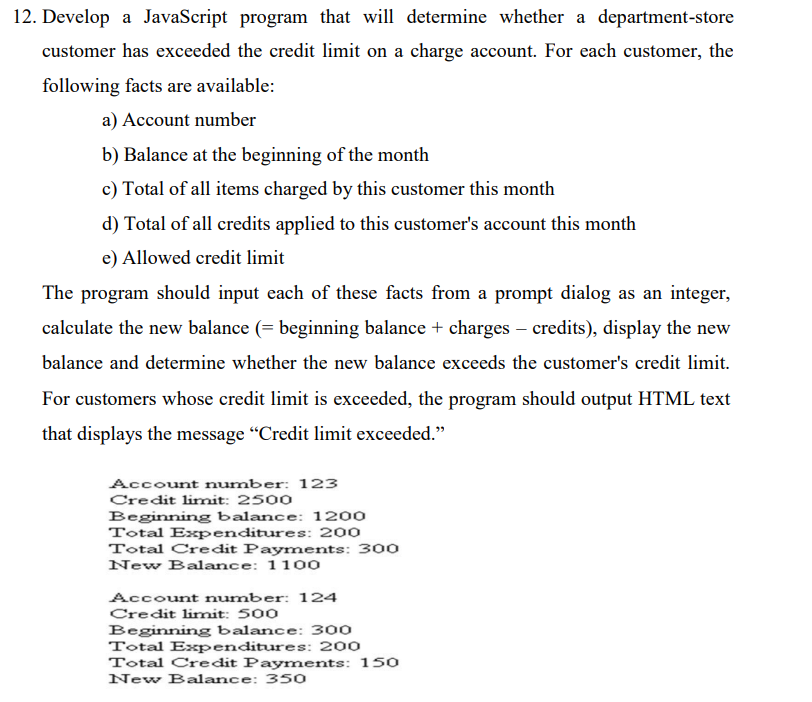 12. Develop a JavaScript program that will determine whether a department-store
customer has exceeded the credit limit on a charge account. For each customer, the
following facts are available:
a) Account number
b) Balance at the beginning of the month
c) Total of all items charged by this customer this month
d) Total of all credits applied to this customer's account this month
e) Allowed credit limit
The program should input each of these facts from a prompt dialog as an integer,
calculate the new balance (= beginning balance + charges – credits), display the new
balance and determine whether the new balance exceeds the customer's credit limit.
For customers whose credit limit is exceeded, the program should output HTML text
that displays the message “Credit limit exceeded.”
Account number: 123
Credit limit: 2500
Beginning balance: 1200
Total Expenditures: 200
Total Credit Payments: 300
New Balance: 1100
Account number: 124
Credit limit: 500
Beginning balance: 300
Total Expenditures: 200
Total Credit Payments: 150
New Balance: 350